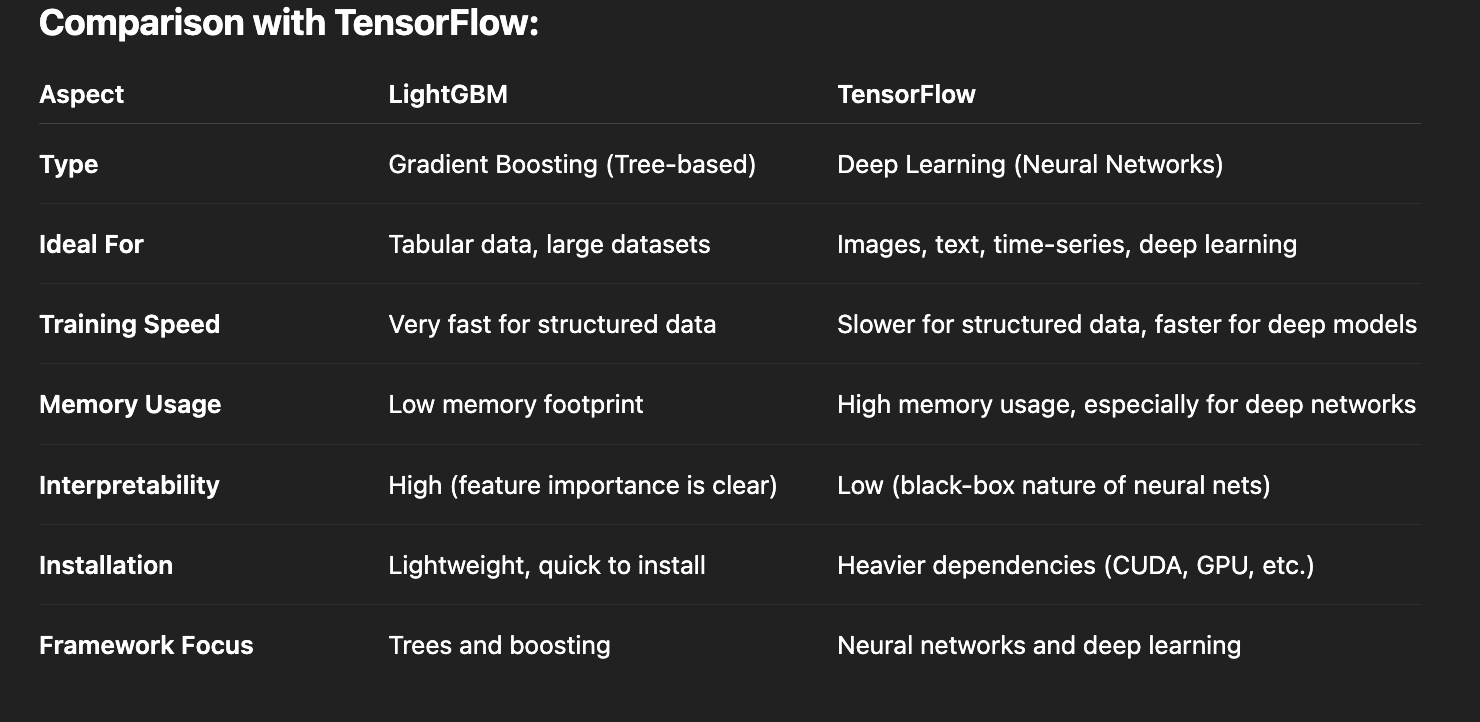 Comparison with TensorFlow:
Aspect LightGBM TensorFlow
Type Gradient Boosting (Tree-based) Deep Learning (Neural Networks)
Ideal For Tabular data, large datasets Images, text, time-series, deep learning
Training Speed Very fast for structured data Slower for structured data, faster for deep models
Memory Usage Low memory footprint High memory usage, especially for deep networks
Interpretability High (feature importance is clear) Low (black-box nature of neural nets)
Installation Lightweight, quick to install Heavier dependencies (CUDA, GPU, etc.)
Framework Focus Trees and boosting Neural networks and deep learning